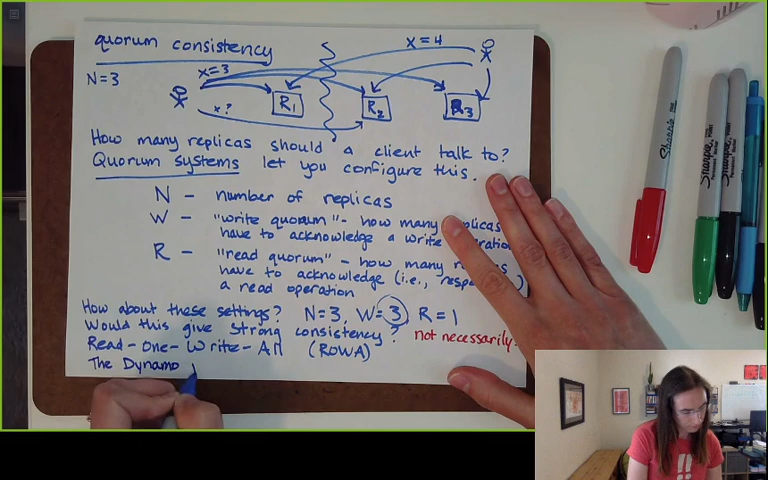 quorum consistency
x=4
N=3
x=3
x?
R1
R2
R3
How many replicas should a client talk to?
Quorum systems let you configure this.
N - number of replicas
W - "write quorum" - how many replicas
have to acknowledge a write
R - "read quorum" - how many
have to acknowledge (i.e.,
a read operation
How about these settings? N=3, W=3 R=1
Would this give strong consistency? not necessarily.
Read-One-Write-All (ROWA)
The Dynamo
Sharpie
Sharpie
Sharpie